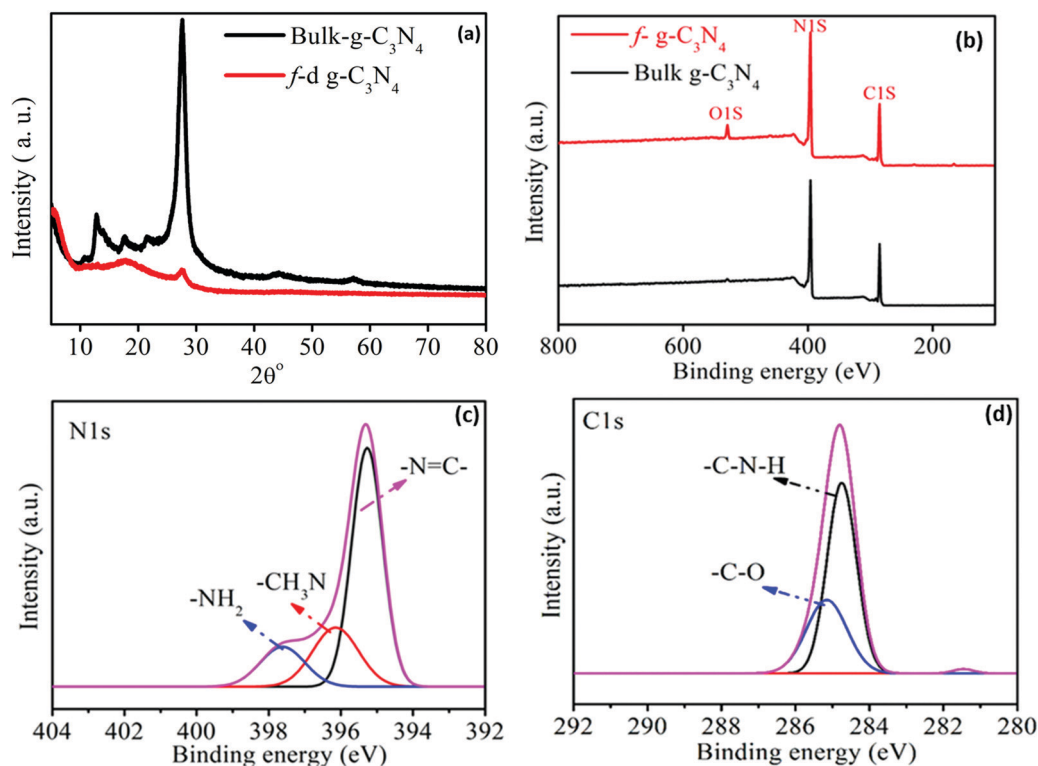 (a)
Bulk-g-C₃N₄
f-d g-C₃N₄
Intensity ( a. u. )
10 20 30 40 50 60 70 80
2θ°
(b)
f- g-C₃N₄
Bulk g-C₃N₄
N1S
C1S
O1S
Intensity (a.u.)
800 600 400 200
Binding energy (eV)
(c)
N1s
-N=C-
-CH₃N
-NH₂
Intensity (a.u.)
404 402 400 398 396 394 392
Binding energy (eV)
(d)
C1s
-C-N-H
-C-O
Intensity (a.u.)
292 290 288 286 284 282 280
Binding energy (eV)